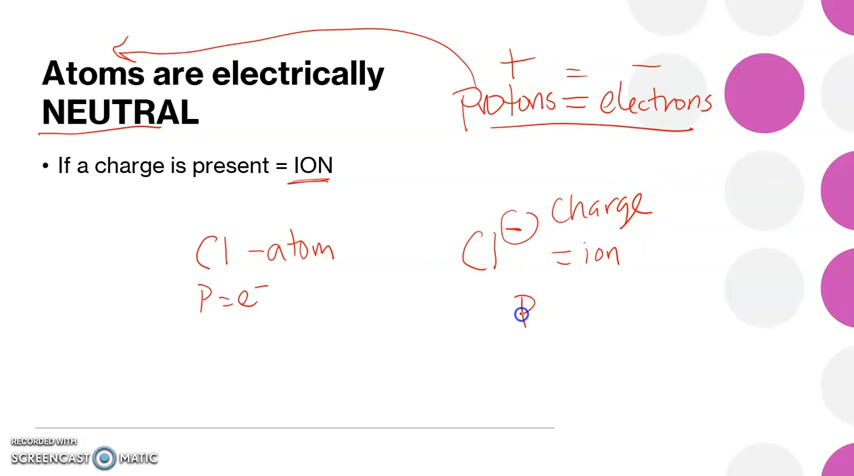 Atoms are electrically
NEUTRAL
+ = −
protons = electrons
• If a charge is present = ION
Cl - atom
P = e⁻
Cl⁻ charge
= ion
P
RECORDED WITH
SCREENCAST MATIC